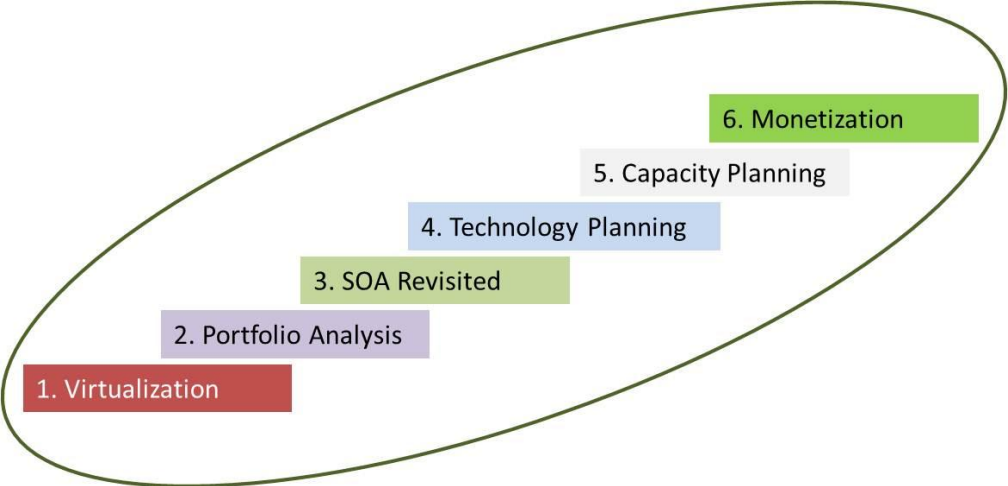 6. Monetization
5. Capacity Planning
4. Technology Planning
3. SOA Revisited
2. Portfolio Analysis
1. Virtualization